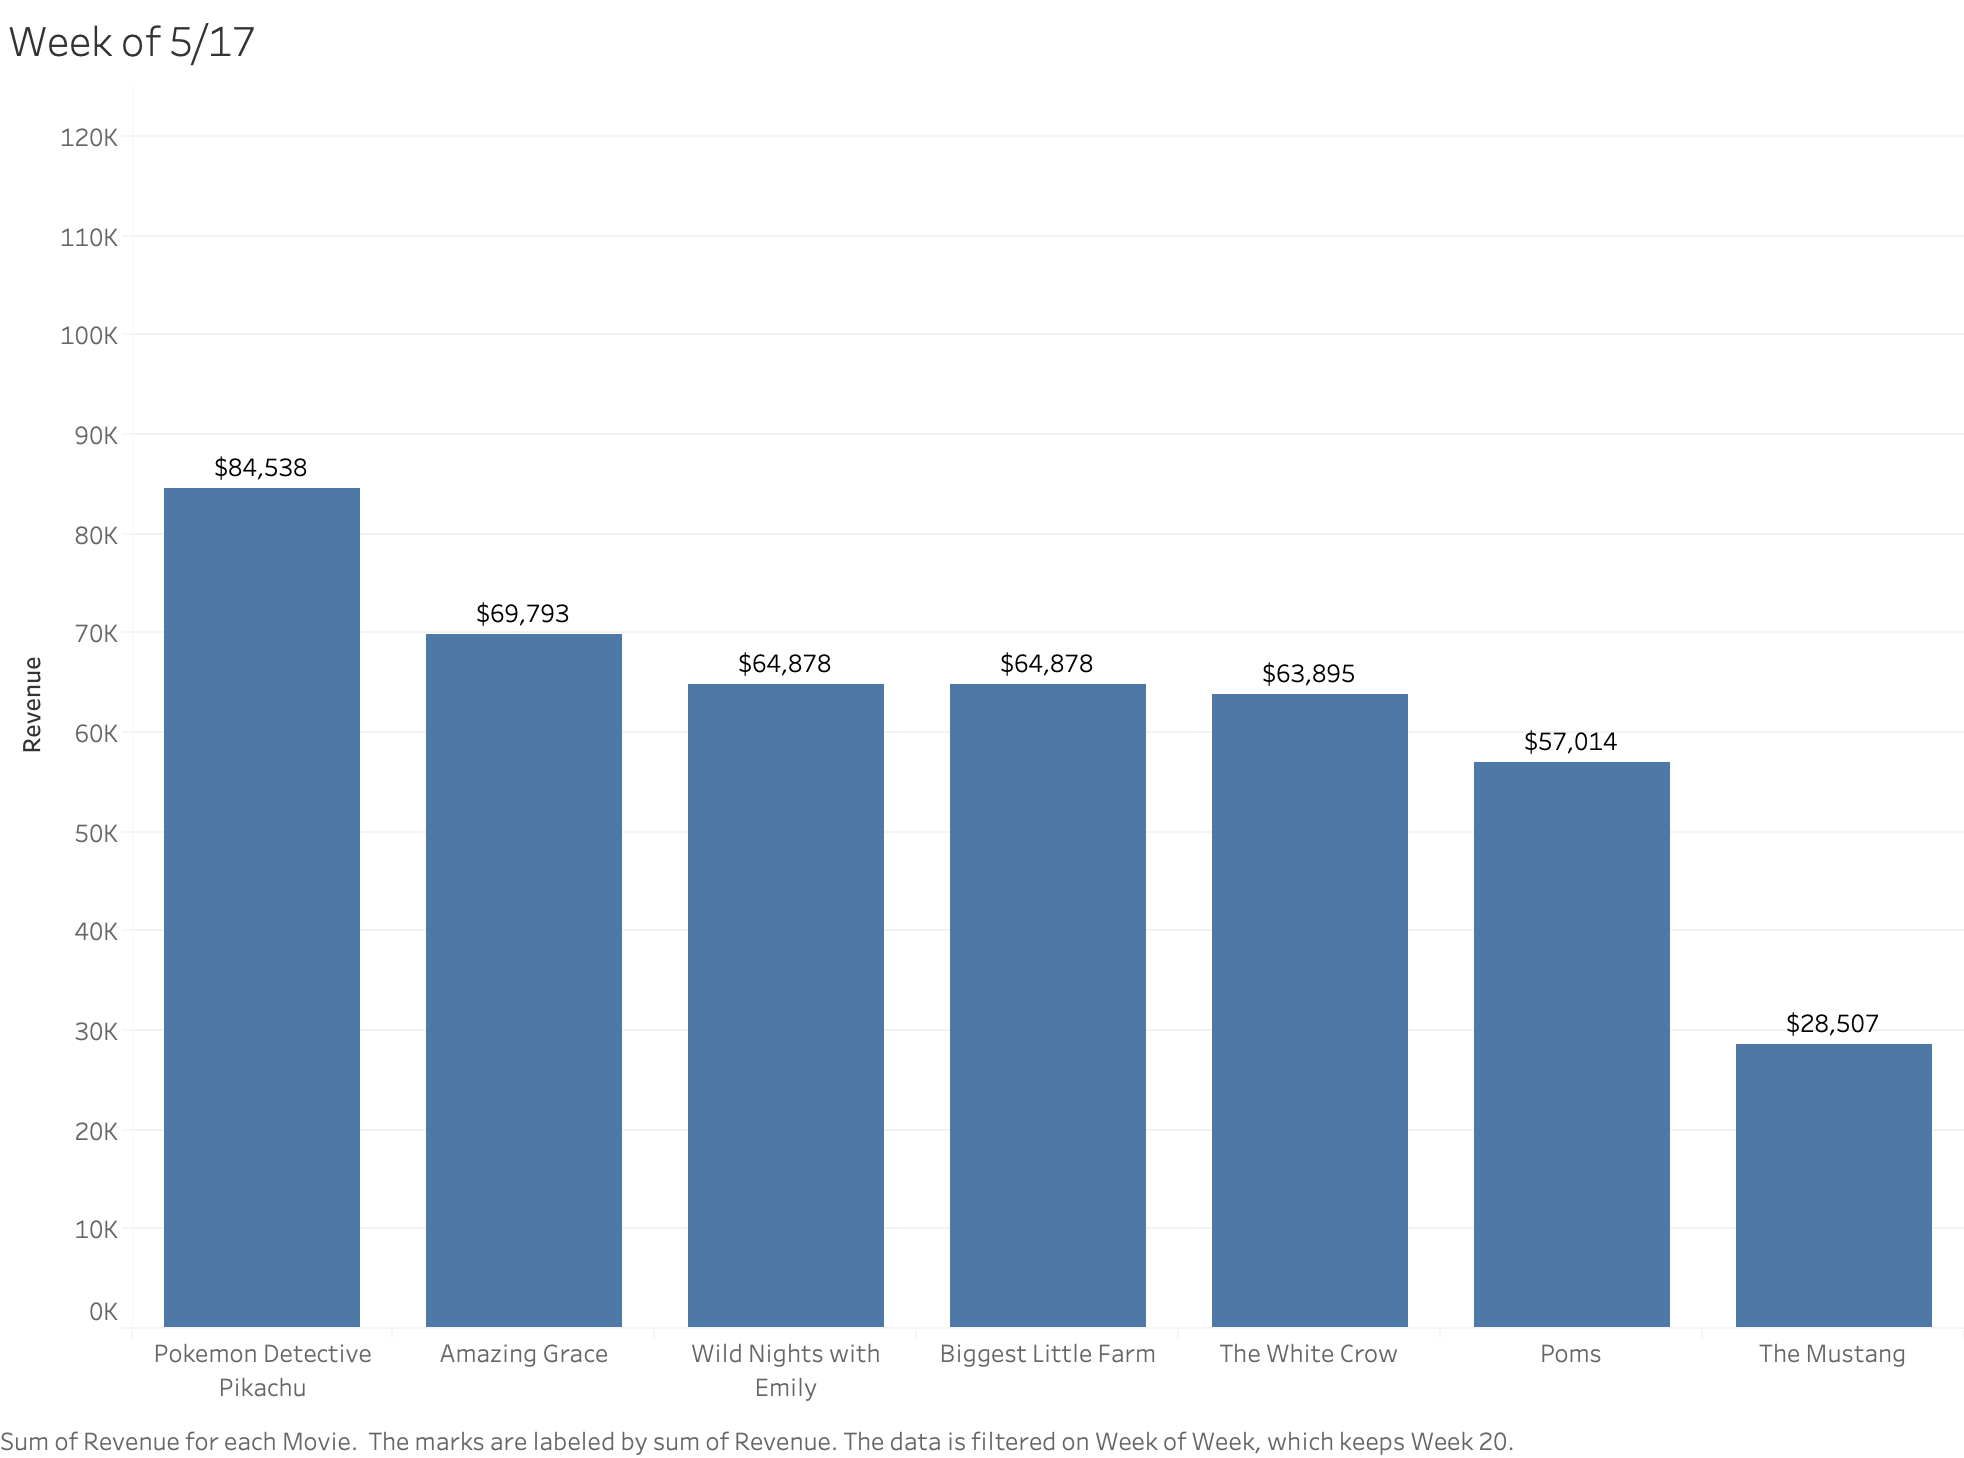 Week of 5/17
120K
110K
100K
90K
80K
70K
60K
50K
40K
30K
20K
10K
0K
Revenue
$84,538
$69,793
$64,878
$64,878
$63,895
$57,014
$28,507
Pokemon Detective
Pikachu
Amazing Grace
Wild Nights with
Emily
Biggest Little Farm
The White Crow
Poms
The Mustang
Sum of Revenue for each Movie.  The marks are labeled by sum of Revenue. The data is filtered on Week of Week, which keeps Week 20.